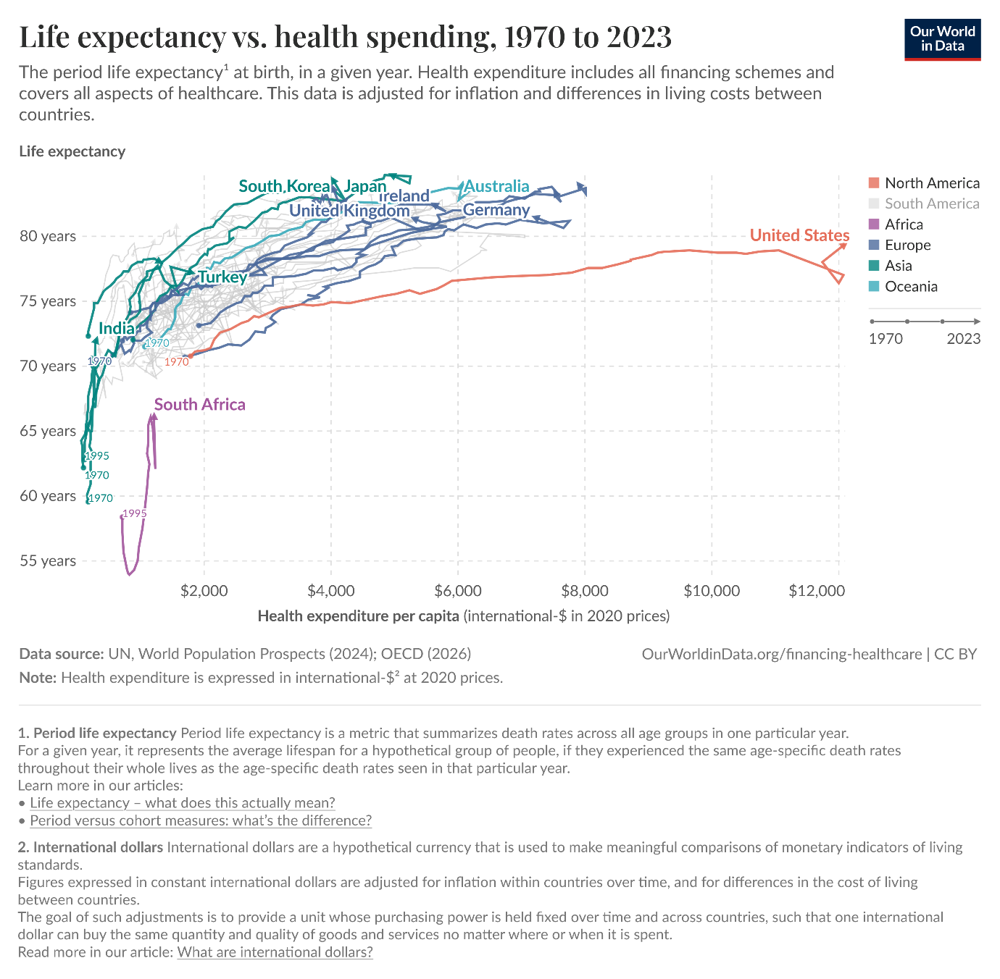 Life expectancy vs. health spending, 1970 to 2023
Our World
in Data
The period life expectancy¹ at birth, in a given year. Health expenditure includes all financing schemes and
covers all aspects of healthcare. This data is adjusted for inflation and differences in living costs between
countries.
Life expectancy
South Korea
Japan
Ireland
Australia
United Kingdom
Germany
United States
Turkey
India
South Africa
80 years
75 years
70 years
65 years
60 years
55 years
1970
1970
1970
1995
1970
1970
1995
$2,000
$4,000
$6,000
$8,000
$10,000
$12,000
Health expenditure per capita (international-$ in 2020 prices)
North America
South America
Africa
Europe
Asia
Oceania
1970 2023
Data source: UN, World Population Prospects (2024); OECD (2026)
OurWorldinData.org/financing-healthcare | CC BY
Note: Health expenditure is expressed in international-$² at 2020 prices.
1. Period life expectancy Period life expectancy is a metric that summarizes death rates across all age groups in one particular year.
For a given year, it represents the average lifespan for a hypothetical group of people, if they experienced the same age-specific death rates
throughout their whole lives as the age-specific death rates seen in that particular year.
Learn more in our articles:
• Life expectancy – what does this actually mean?
• Period versus cohort measures: what's the difference?
2. International dollars International dollars are a hypothetical currency that is used to make meaningful comparisons of monetary indicators of living
standards.
Figures expressed in constant international dollars are adjusted for inflation within countries over time, and for differences in the cost of living
between countries.
The goal of such adjustments is to provide a unit whose purchasing power is held fixed over time and across countries, such that one international
dollar can buy the same quantity and quality of goods and services no matter where or when it is spent.
Read more in our article: What are international dollars?